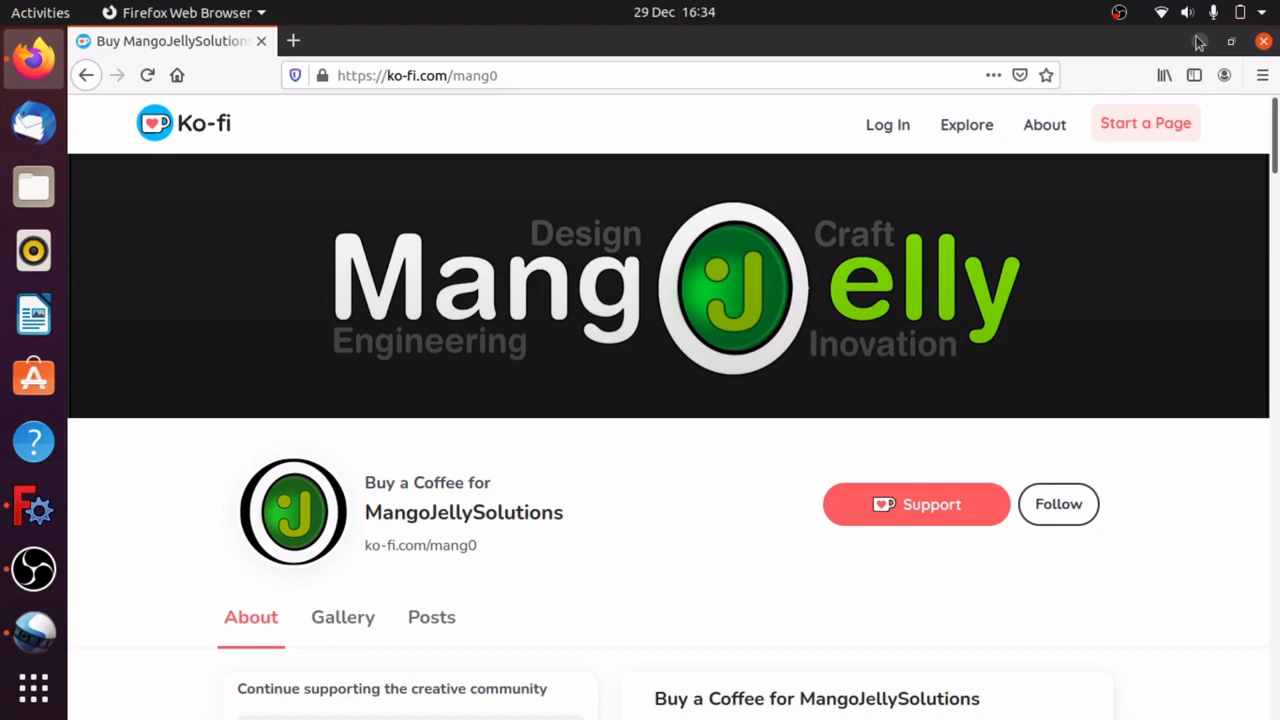 Activities Firefox Web Browser 29 Dec 16:34
Buy MangoJellySolution
https://ko-fi.com/mang0
Ko-fi Log In Explore About Start a Page
Design Craft
Mang J elly
Engineering Inovation
Buy a Coffee for
MangoJellySolutions
ko-fi.com/mang0
Support Follow
About Gallery Posts
Continue supporting the creative community
Buy a Coffee for MangoJellySolutions